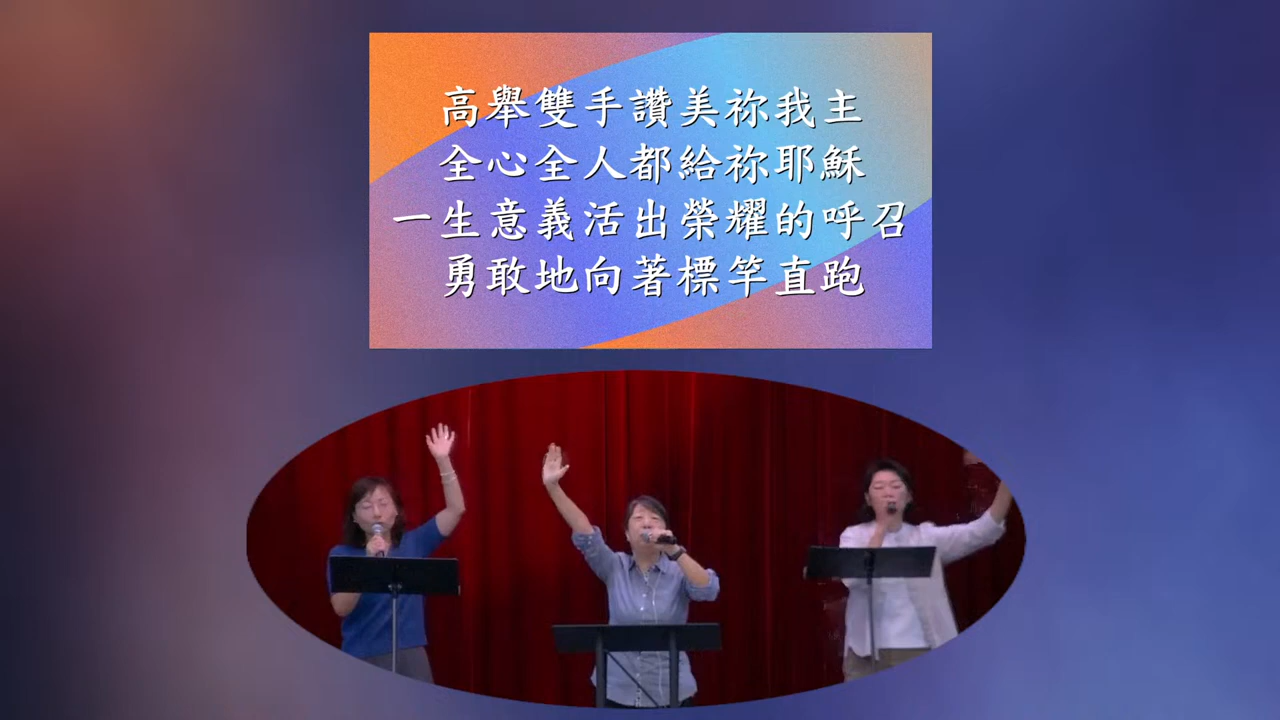 高舉雙手讚美祢我主
全心全人都給祢耶穌
一生意義活出榮耀的呼召
勇敢地向著標竿直跑